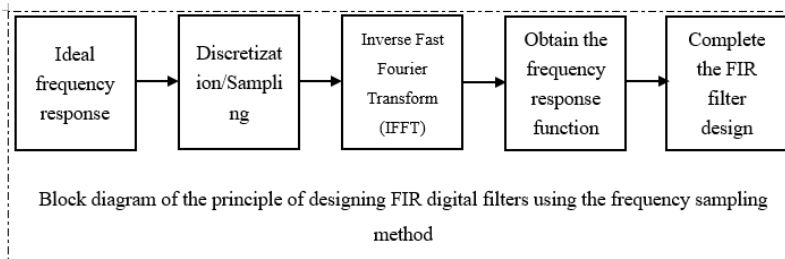 Ideal
frequency
response
Discretizat
ion/Sampli
ng
Inverse Fast
Fourier
Transform
(IFFT)
Obtain the
frequency
response
function
Complete
the FIR
filter
design
Block diagram of the principle of designing FIR digital filters using the frequency sampling
method